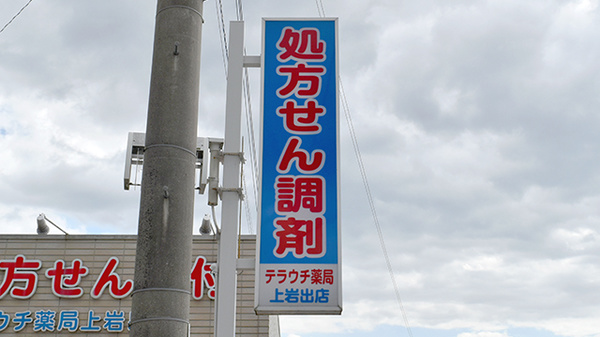 処方せん調剤
テラウチ薬局
上岩出店
方せん 付
ウチ薬局上岩